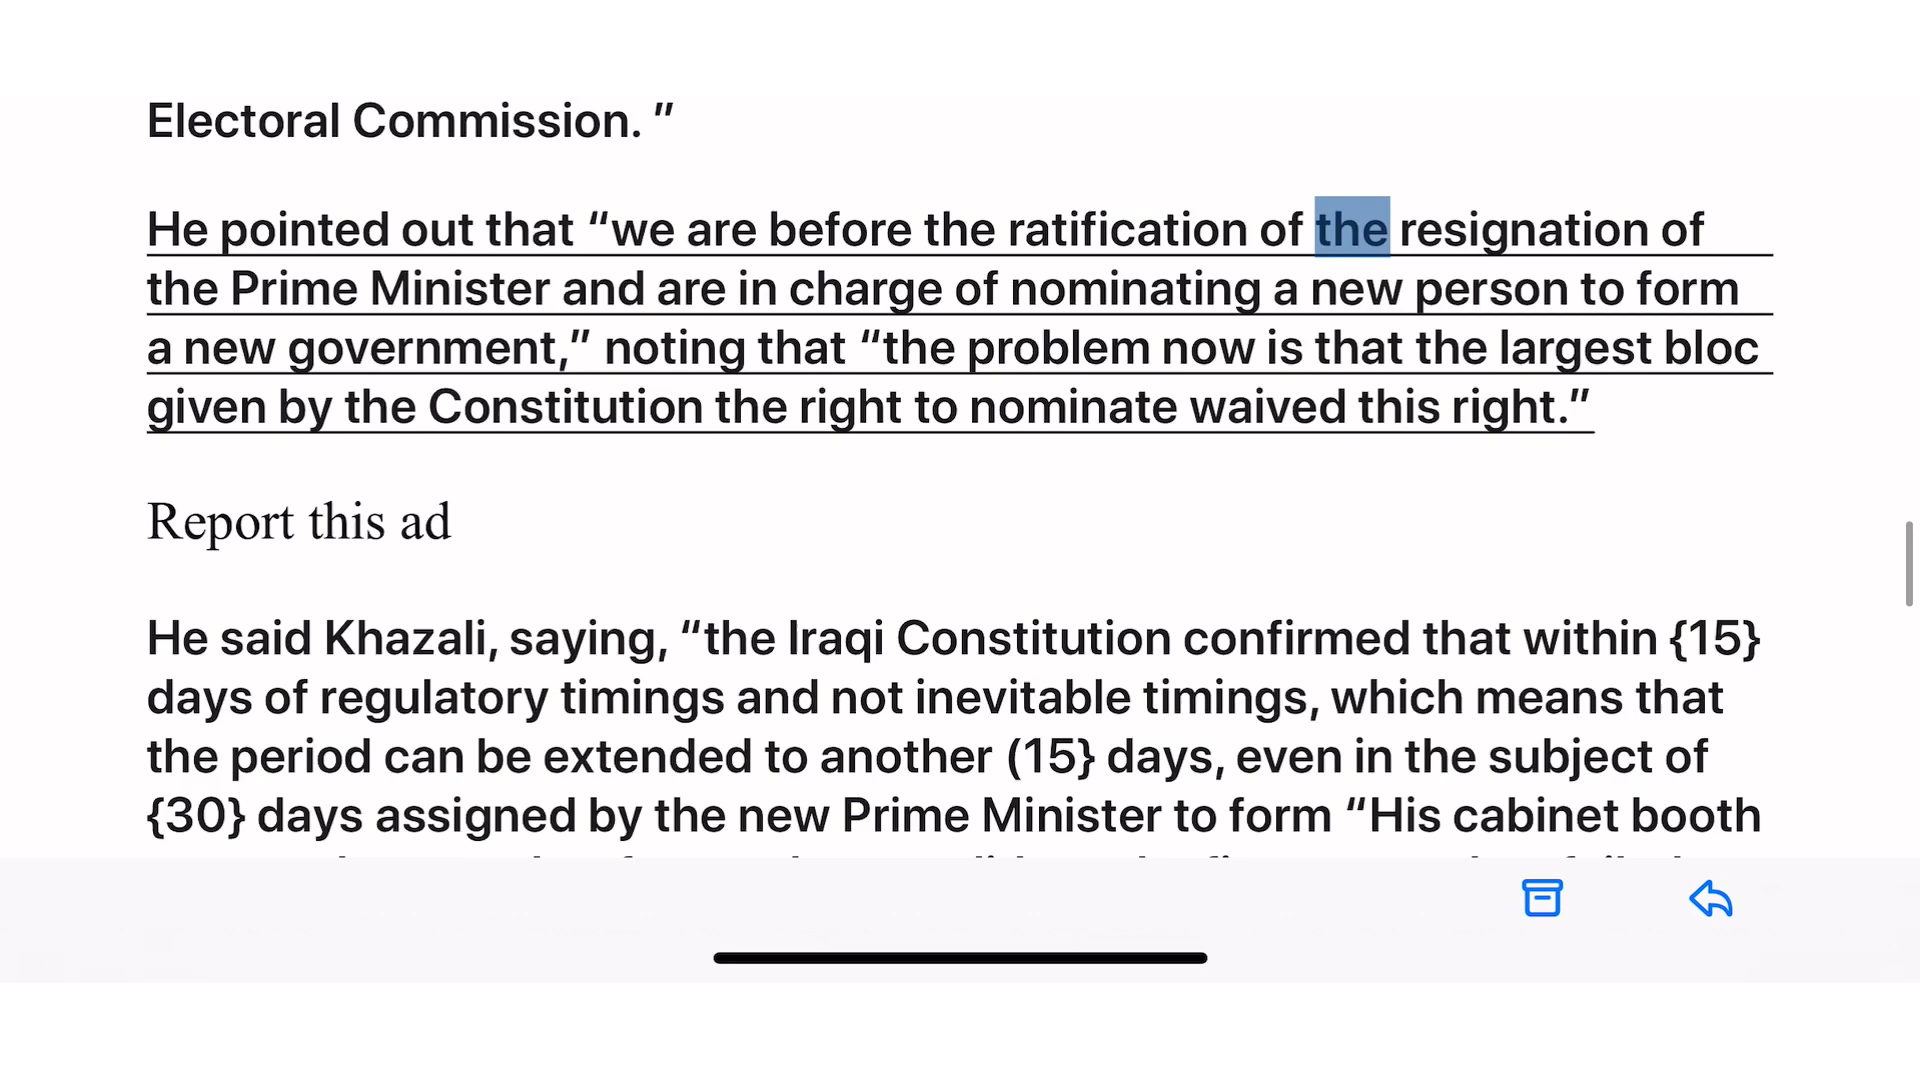 Electoral Commission. ”
He pointed out that “we are before the ratification of the resignation of
the Prime Minister and are in charge of nominating a new person to form
a new government,” noting that “the problem now is that the largest bloc
given by the Constitution the right to nominate waived this right.”
Report this ad
He said Khazali, saying, “the Iraqi Constitution confirmed that within {15}
days of regulatory timings and not inevitable timings, which means that
the period can be extended to another (15} days, even in the subject of
{30} days assigned by the new Prime Minister to form “His cabinet booth